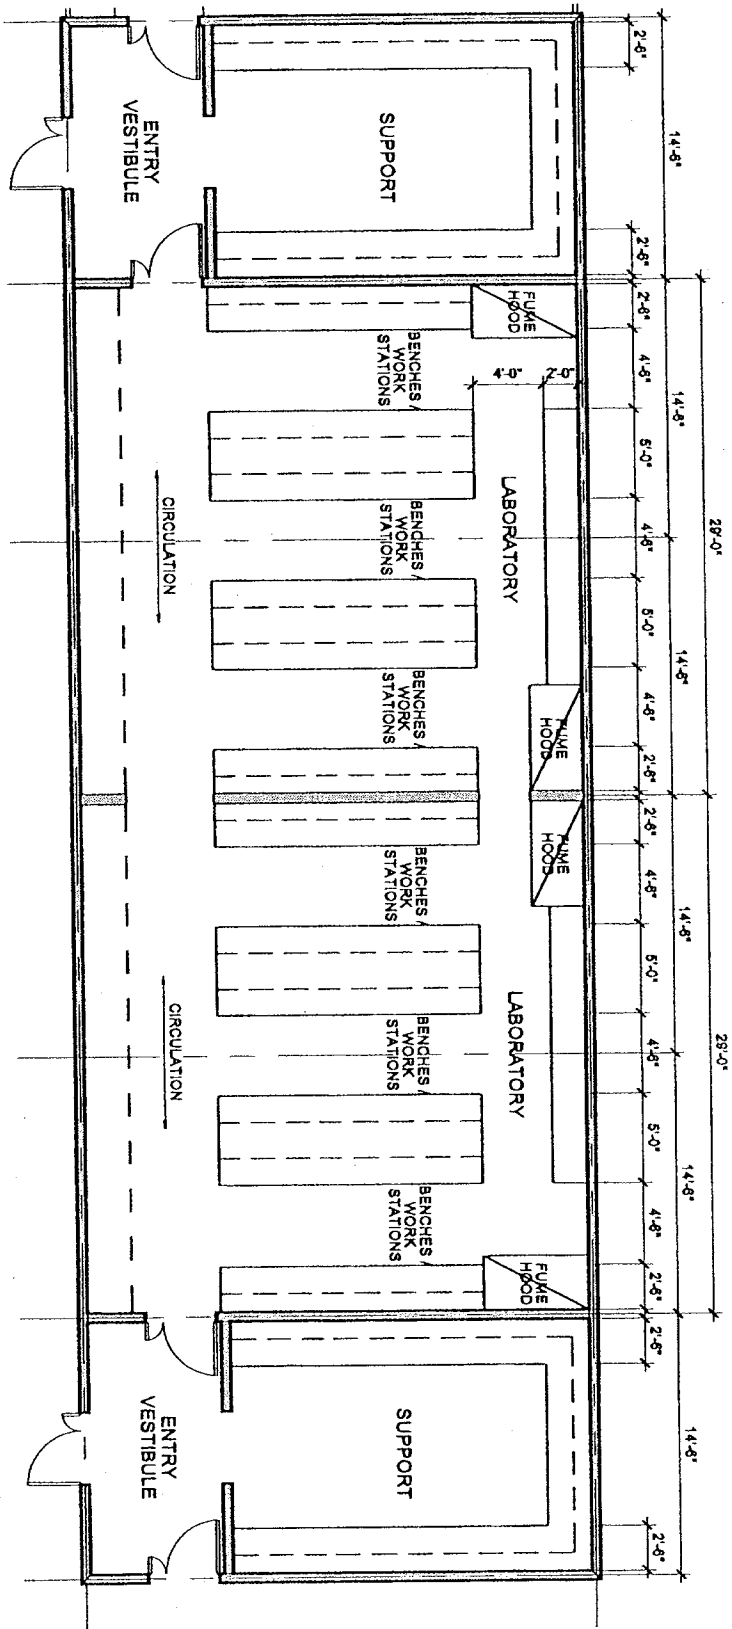 2'-6"
14'-6"
2'-6"
2'-6"
4'-6"
14'-6"
5'-0"
4'-6"
29'-0"
5'-0"
14'-6"
4'-6"
2'-6"
2'-6"
4'-6"
14'-6"
5'-0"
4'-6"
29'-0"
5'-0"
14'-6"
4'-6"
2'-6"
2'-6"
14'-6"
2'-6"
4'-0"
2'-0"
SUPPORT
ENTRY
VESTIBULE
FUME
HOOD
BENCHES /
WORK
STATIONS
LABORATORY
BENCHES /
WORK
STATIONS
CIRCULATION
BENCHES /
WORK
STATIONS
FUME
HOOD
FUME
HOOD
BENCHES /
WORK
STATIONS
LABORATORY
BENCHES /
WORK
STATIONS
CIRCULATION
BENCHES /
WORK
STATIONS
FUME
HOOD
SUPPORT
ENTRY
VESTIBULE